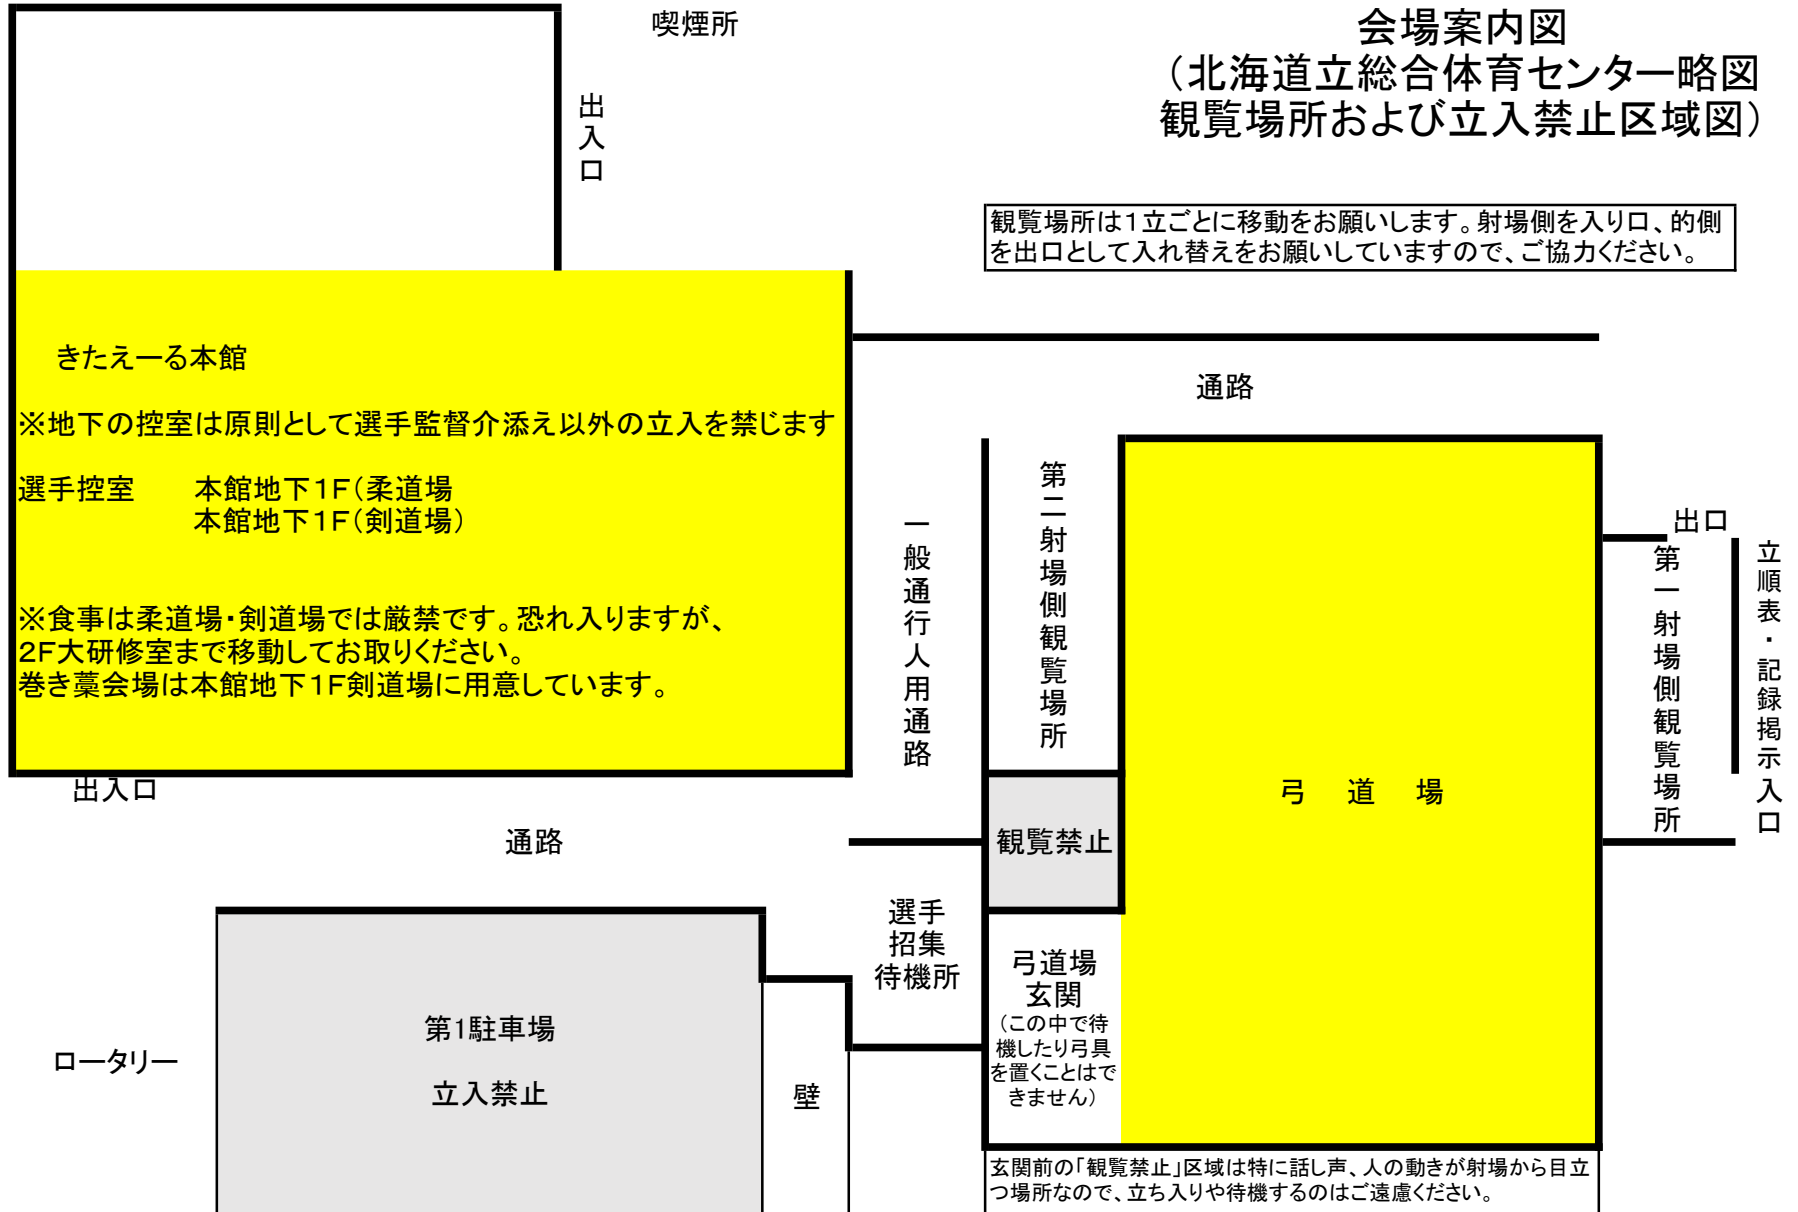 会場案内図
（北海道立総合体育センター略図
観覧場所および立入禁止区域図）
喫煙所
出入口
観覧場所は１立ごとに移動をお願いします。射場側を入り口、的側
を出口として入れ替えをお願いしていますので、ご協力ください。
きたえーる本館
※地下の控室は原則として選手監督介添え以外の立入を禁じます
選手控室　　本館地下１Ｆ（柔道場
本館地下１Ｆ（剣道場）
※食事は柔道場・剣道場では厳禁です。恐れ入りますが、
２Ｆ大研修室まで移動してお取りください。
巻き藁会場は本館地下１Ｆ剣道場に用意しています。
出入口
通路
通路
一般通行人用通路
第二射場側観覧場所
弓　道　場
出口
第一射場側観覧場所
立順表・記録掲示
入口
観覧禁止
選手
招集
待機所
弓道場
玄関
（この中で待
機したり弓具
を置くことはで
きません）
第1駐車場
立入禁止
ロータリー
壁
玄関前の「観覧禁止」区域は特に話し声、人の動きが射場から目立
つ場所なので、立ち入りや待機するのはご遠慮ください。